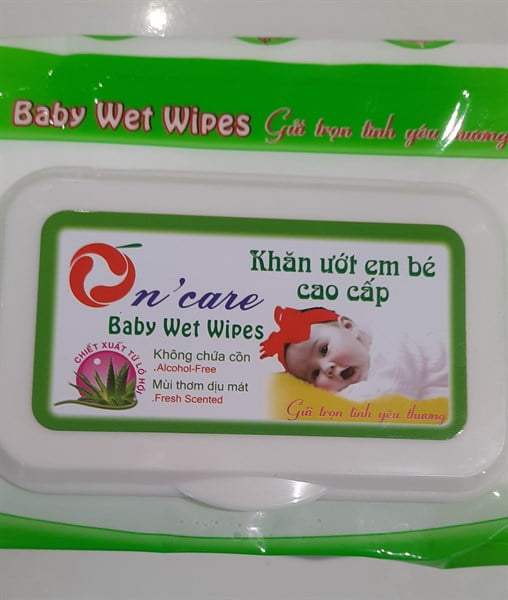 Baby Wet Wipes Gửi trọn tình yêu thương
On'care
Baby Wet Wipes
Khăn ướt em bé
cao cấp
CHIẾT XUẤT TỪ LÔ HỘI
Không chứa cồn
.Alcohol-Free
Mùi thơm dịu mát
.Fresh Scented
Gửi trọn tình yêu thương